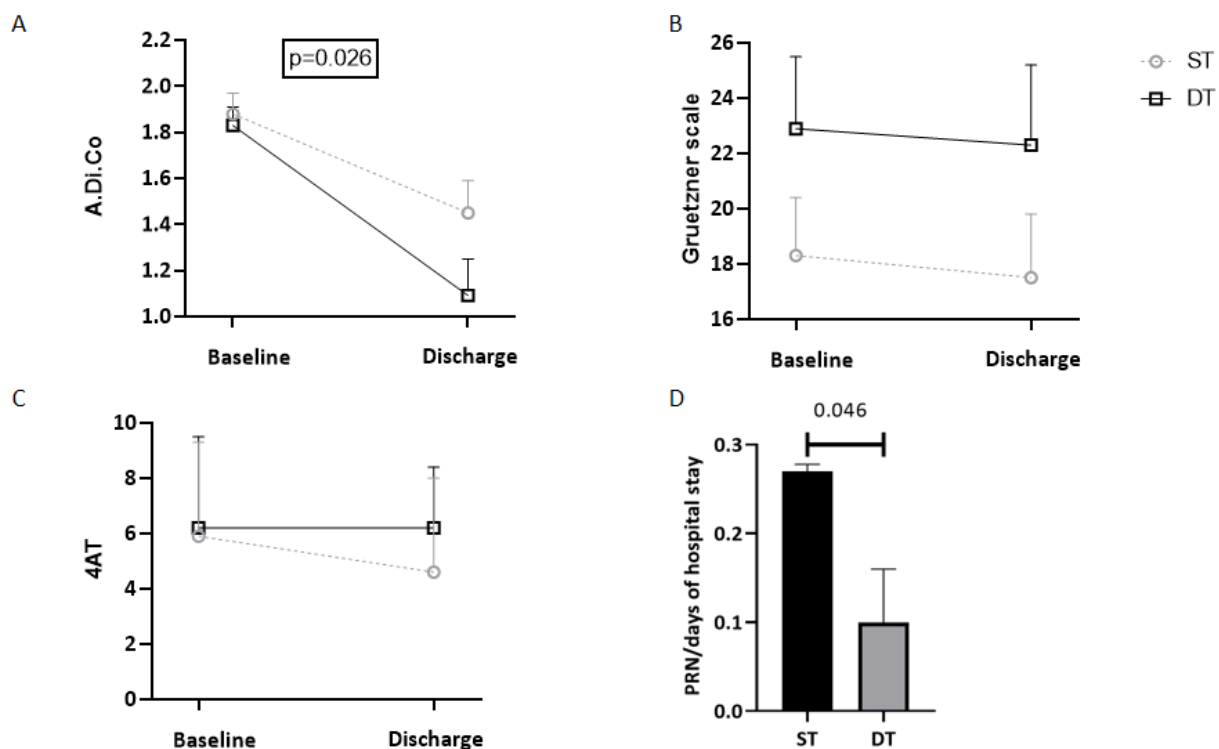 A
A.Di.Co
2.2
2.0
1.8
1.6
1.4
1.2
1.0
p=0.026
Baseline
Discharge
B
Gruetzner scale
26
24
22
20
18
16
Baseline
Discharge
ST
DT
C
4AT
10
8
6
4
2
0
Baseline
Discharge
D
PRN/days of hospital stay
0.046
0.3
0.2
0.1
0.0
ST
DT